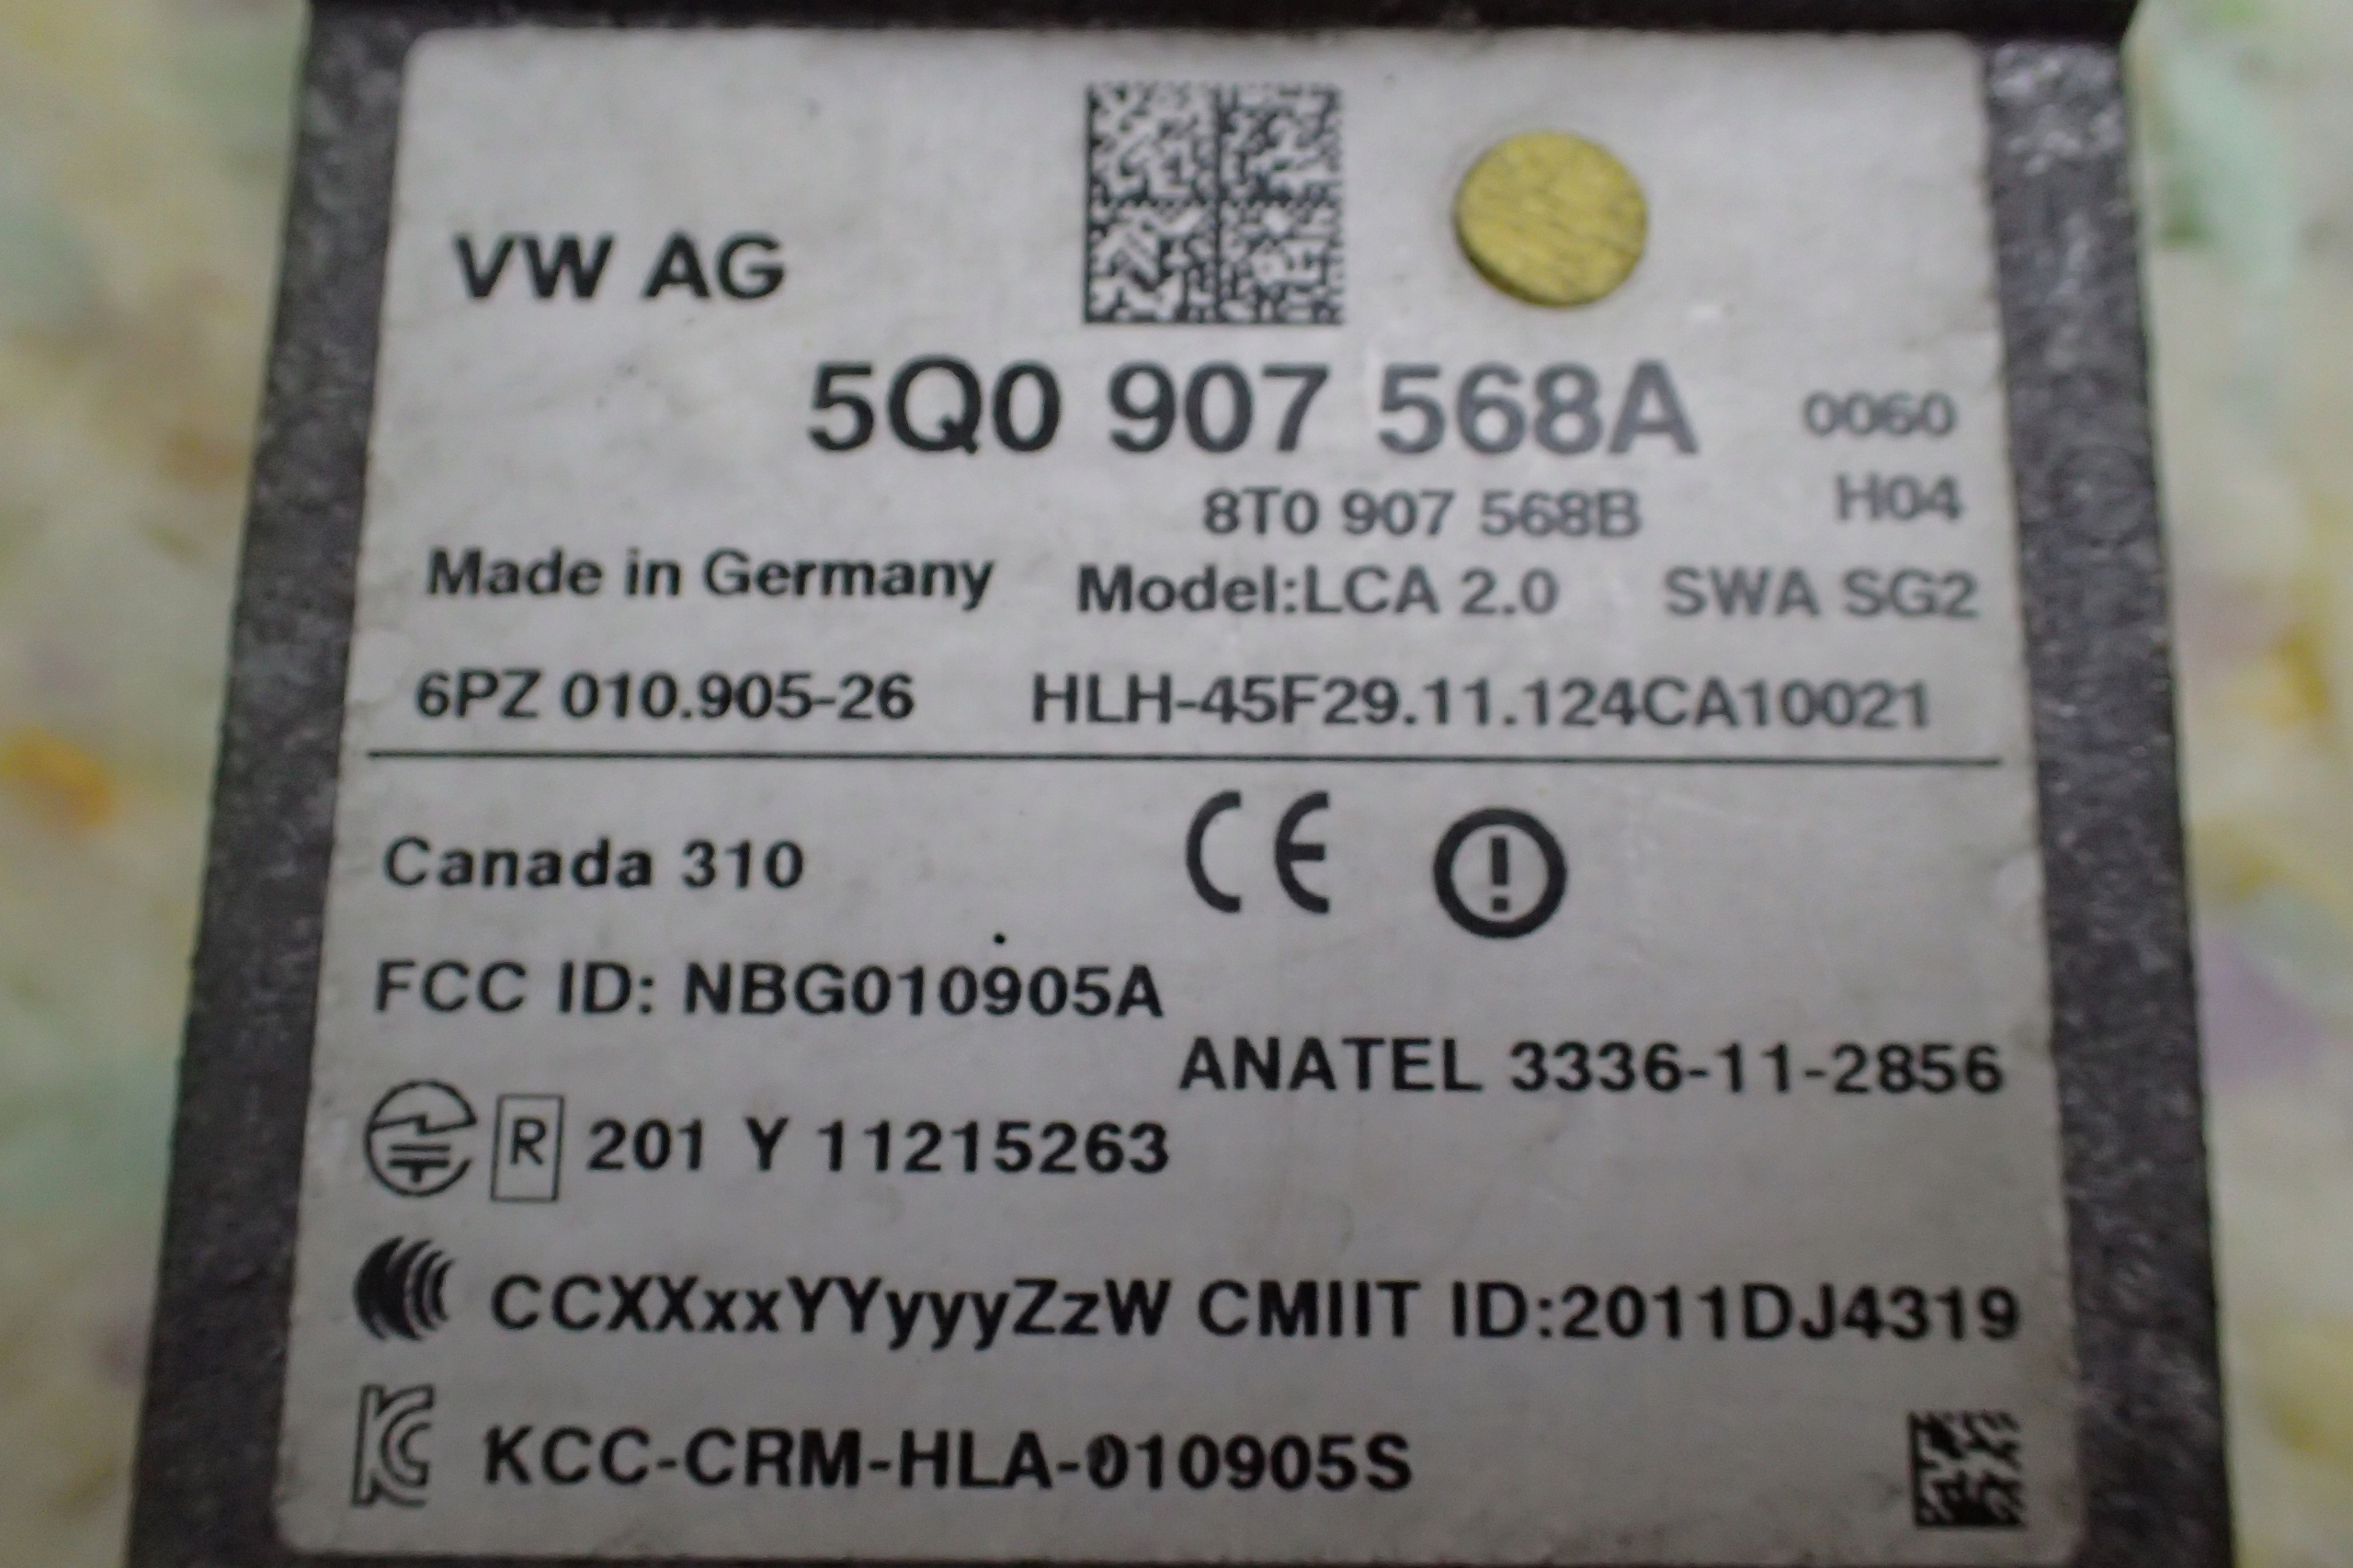 VW AG
5Q0 907 568A 0060
8T0 907 568B H04
Made in Germany Model:LCA 2.0 SWA SG2
6PZ 010.905-26 HLH-45F29.11.124CA10021
Canada 310 CE
FCC ID: NBG010905A
ANATEL 3336-11-2856
R 201 Y 11215263
CCXXxxYYyyyZzW CMIIT ID:2011DJ4319
KCC-CRM-HLA-010905S